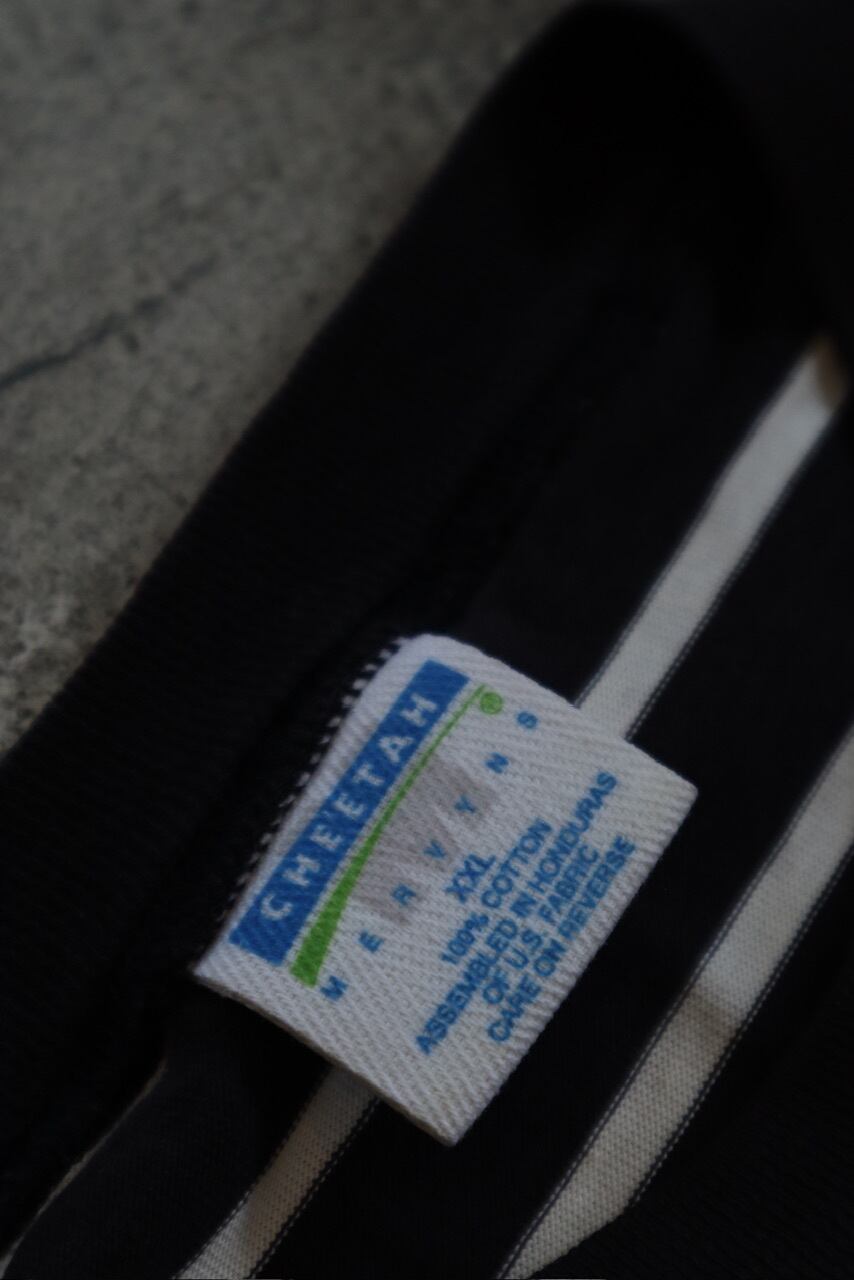 CHEETAH
®
MERVYNS
XXL
100% COTTON
ASSEMBLED IN HONDURAS
OF U.S. FABRIC
CARE ON REVERSE